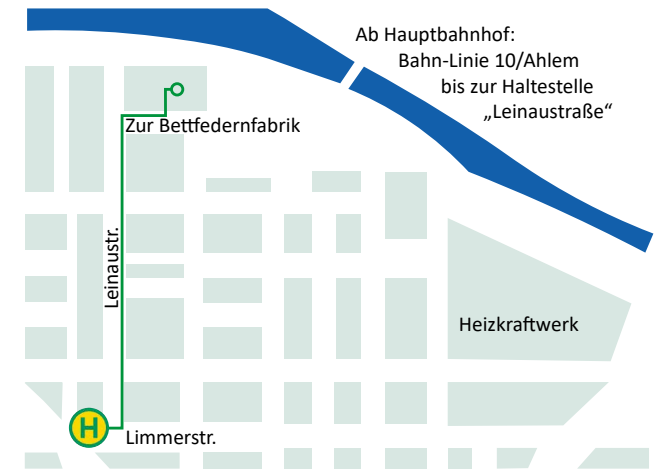 Ab Hauptbahnhof:
Bahn-Linie 10/Ahlem
bis zur Haltestelle
„Leinaustraße“
Zur Bettfedernfabrik
Leinaustr.
Heizkraftwerk
H
Limmerstr.